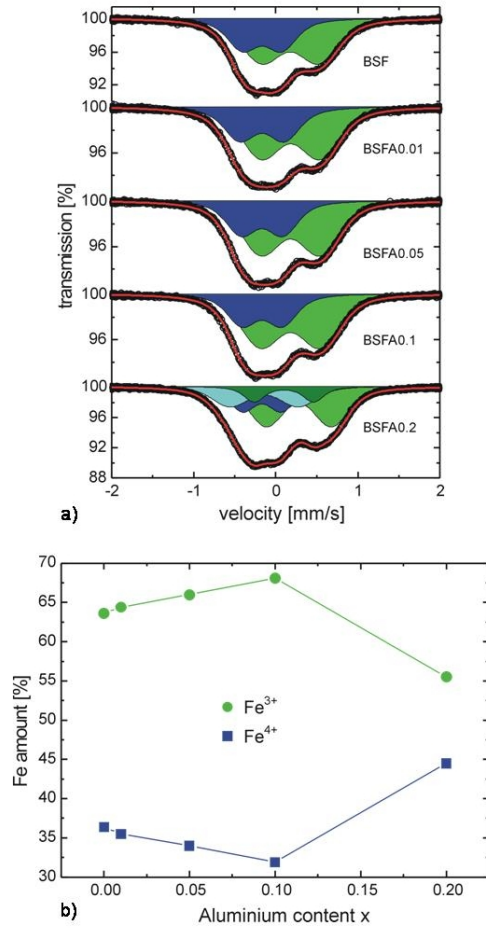 100
96
92
BSF
100
96
BSFA0.01
100
96
BSFA0.05
100
96
BSFA0.1
100
96
92
88
BSFA0.2
transmission [%]
-2 -1 0 1 2
a) velocity [mm/s]
70
65
60
55
50
45
40
35
30
Fe amount [%]
Fe³⁺
Fe⁴⁺
0.00 0.05 0.10 0.15 0.20
b) Aluminium content x